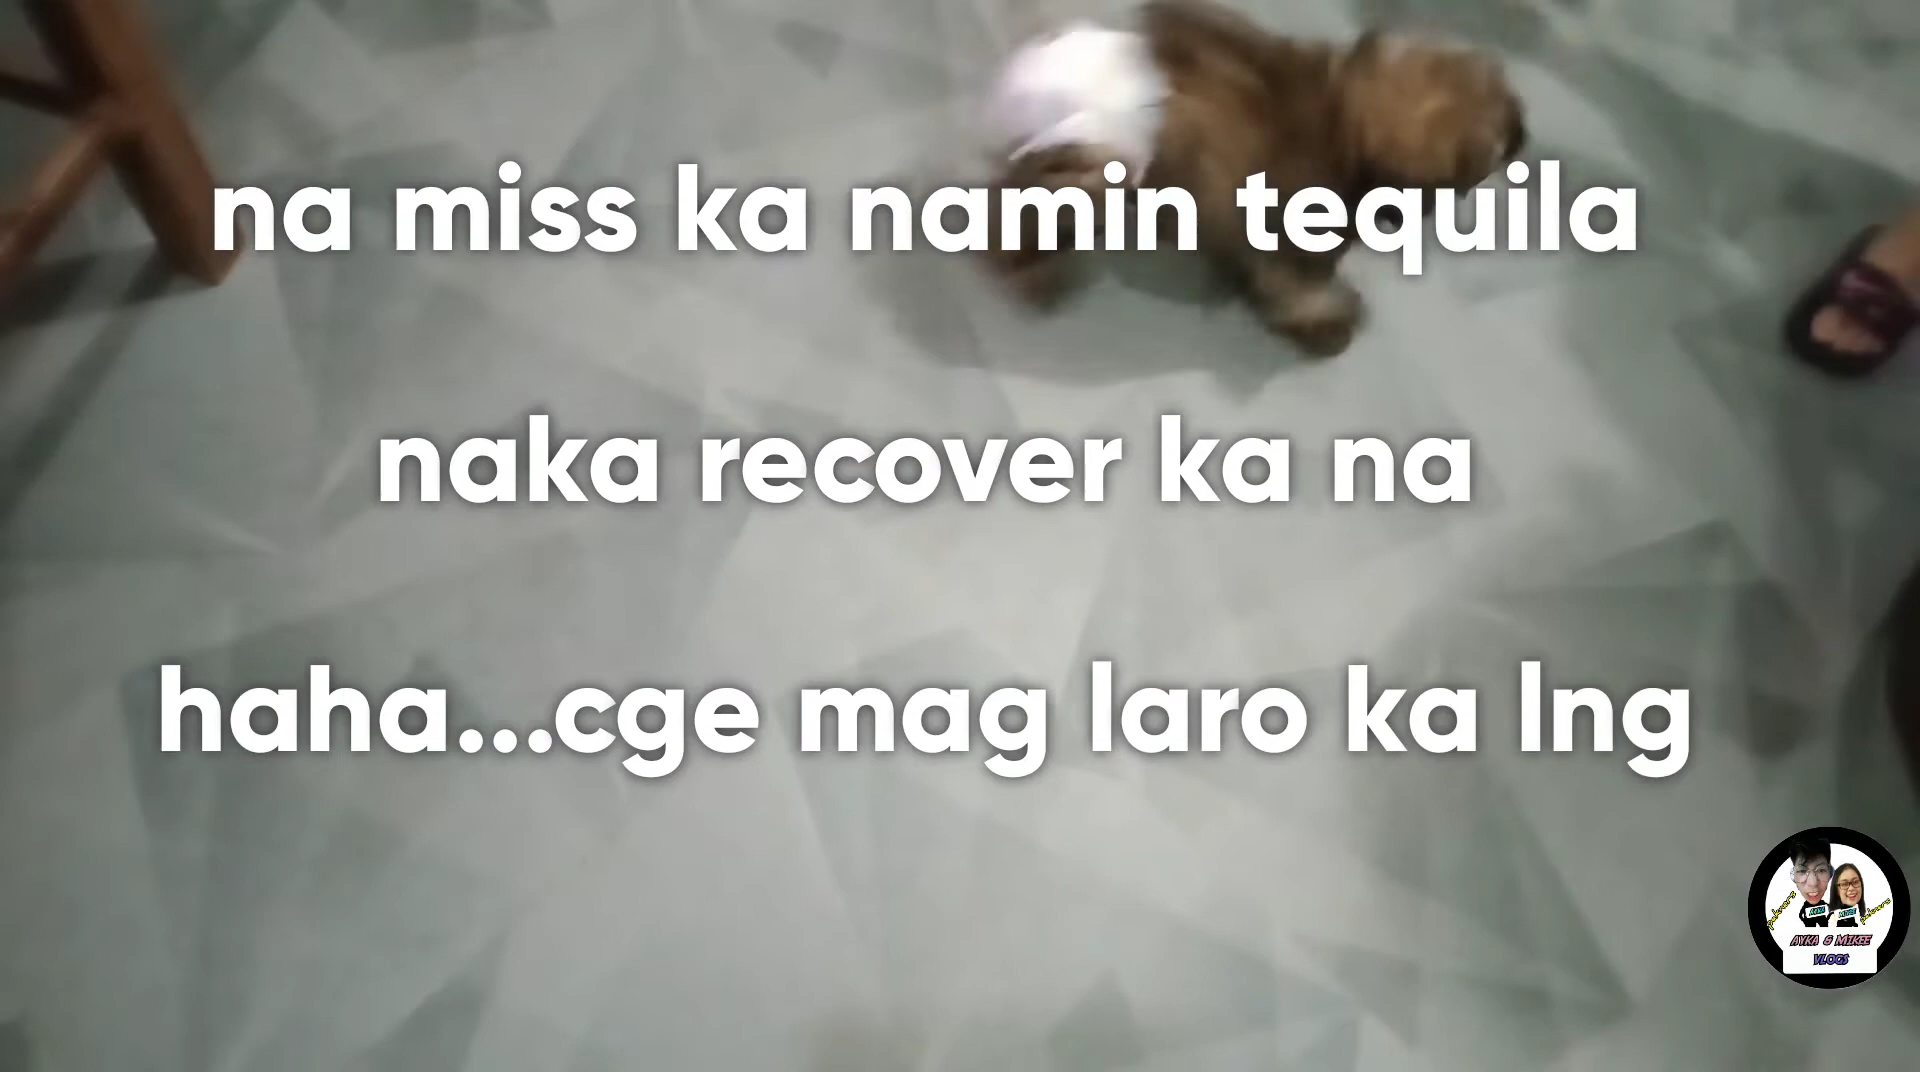 na miss ka namin tequila
naka recover ka na
haha...cge mag laro ka lng
AYKA & MIKEE
VLOGS